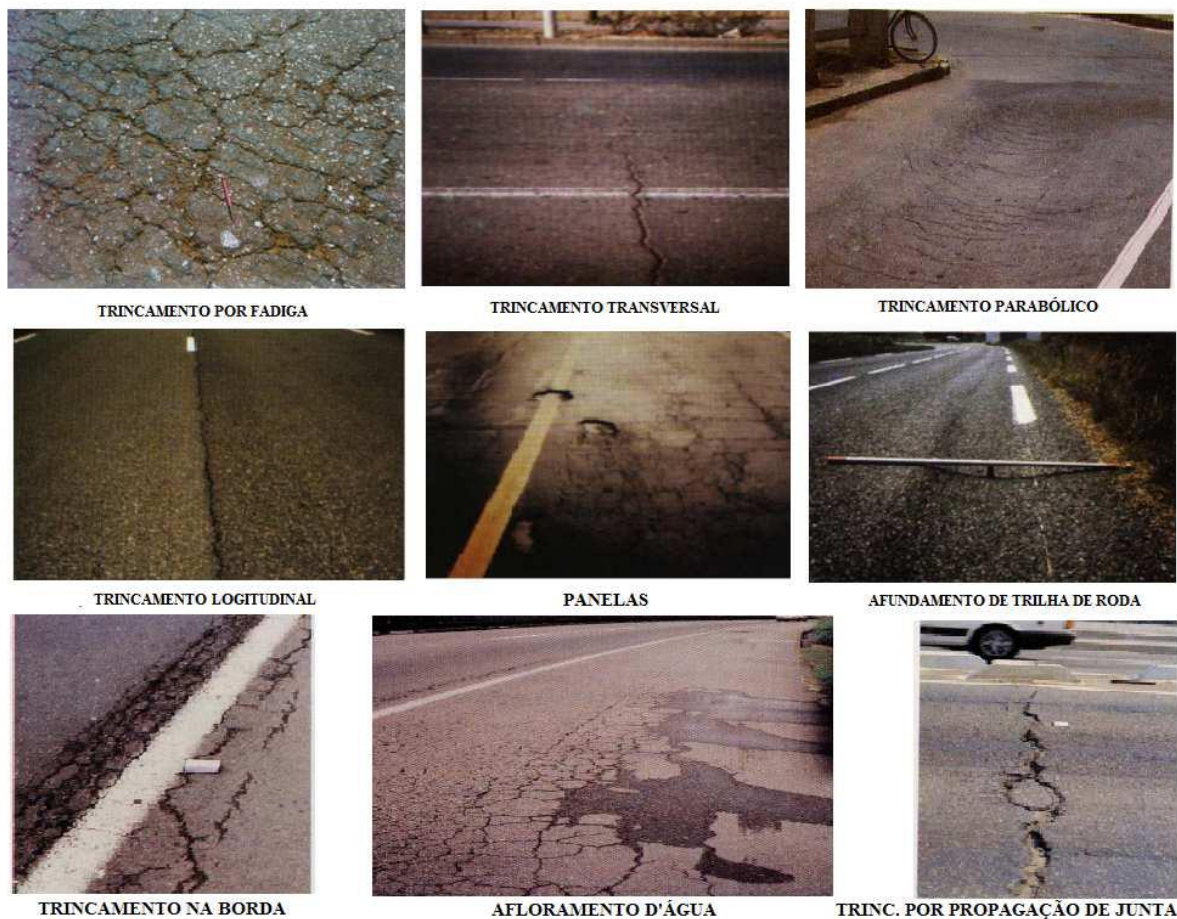 TRINCAMENTO POR FADIGA
TRINCAMENTO TRANSVERSAL
TRINCAMENTO PARABÓLICO
TRINCAMENTO LOGITUDINAL
PANELAS
AFUNDAMENTO DE TRILHA DE RODA
TRINCAMENTO NA BORDA
AFLORAMENTO D'ÁGUA
TRINC. POR PROPAGAÇÃO DE JUNTA